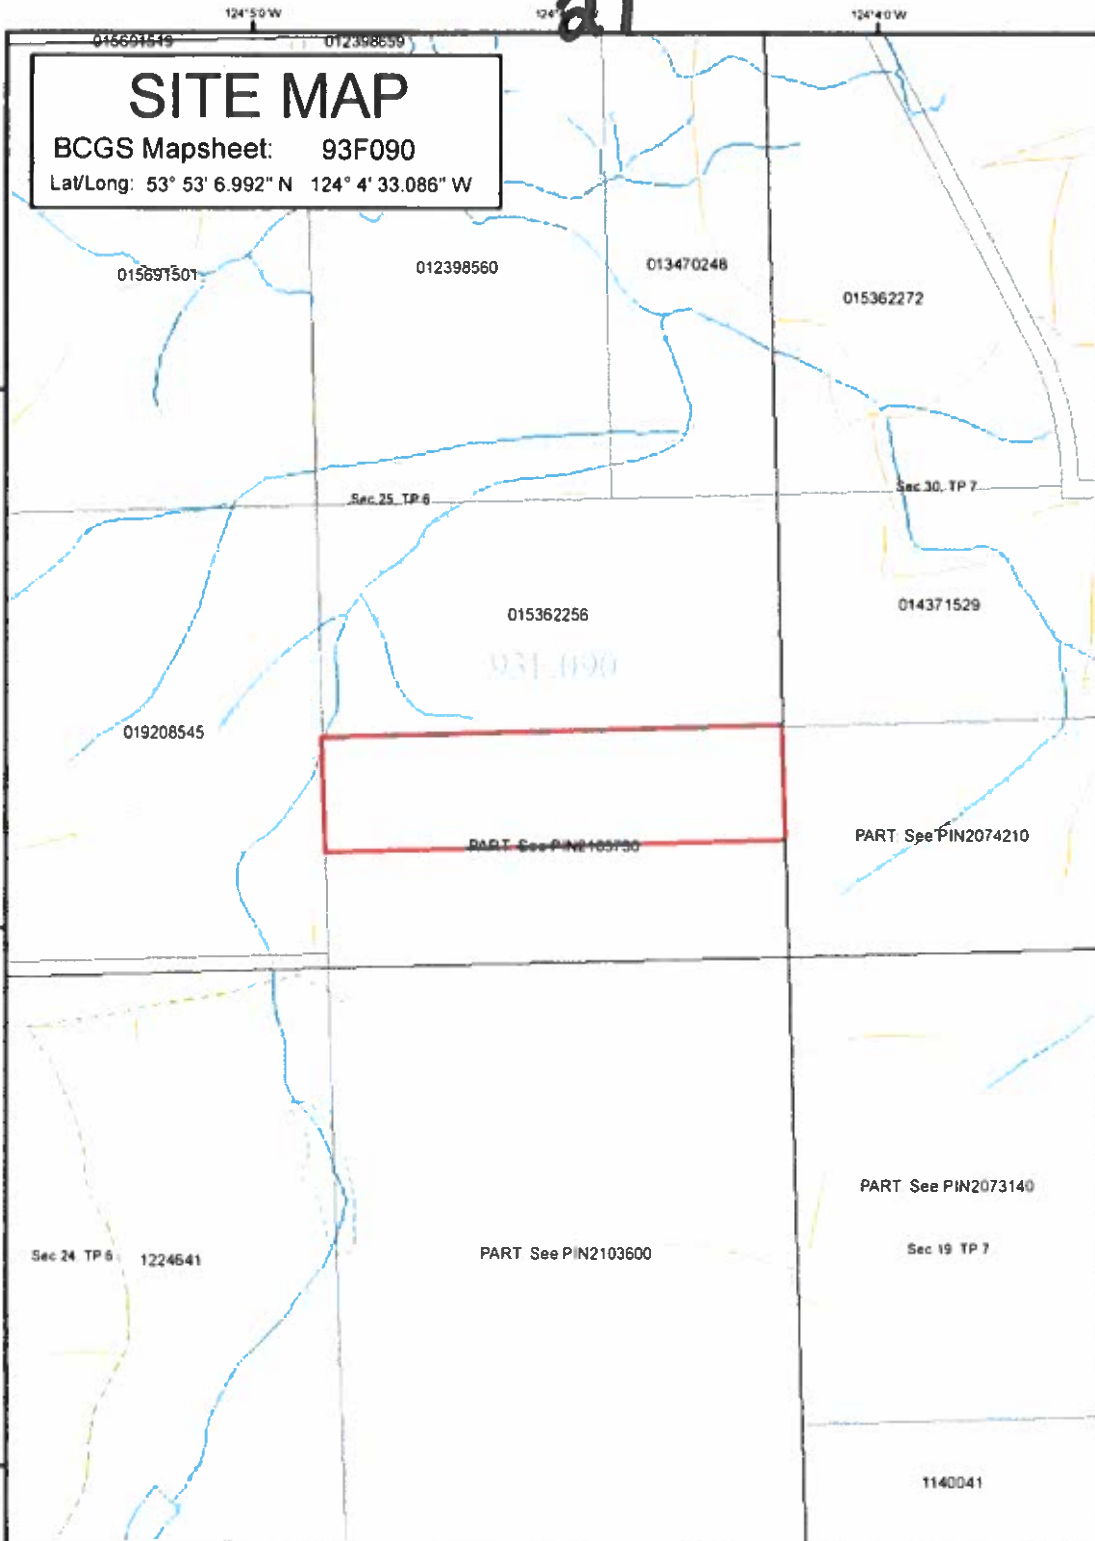 124°5'0"W
124°4'0"W
015691519
012398659
SITE MAP
BCGS Mapsheet: 93F090
Lat/Long: 53° 53' 6.992" N 124° 4' 33.086" W
015691501
012398560
013470248
015362272
Sec 25, TP 6
Sec 30, TP 7
015362256
014371529
019208545
PART See PIN2074210
PART See PIN2073140
Sec 24 TP 6
1224641
PART See PIN2103600
Sec 19 TP 7
1140041